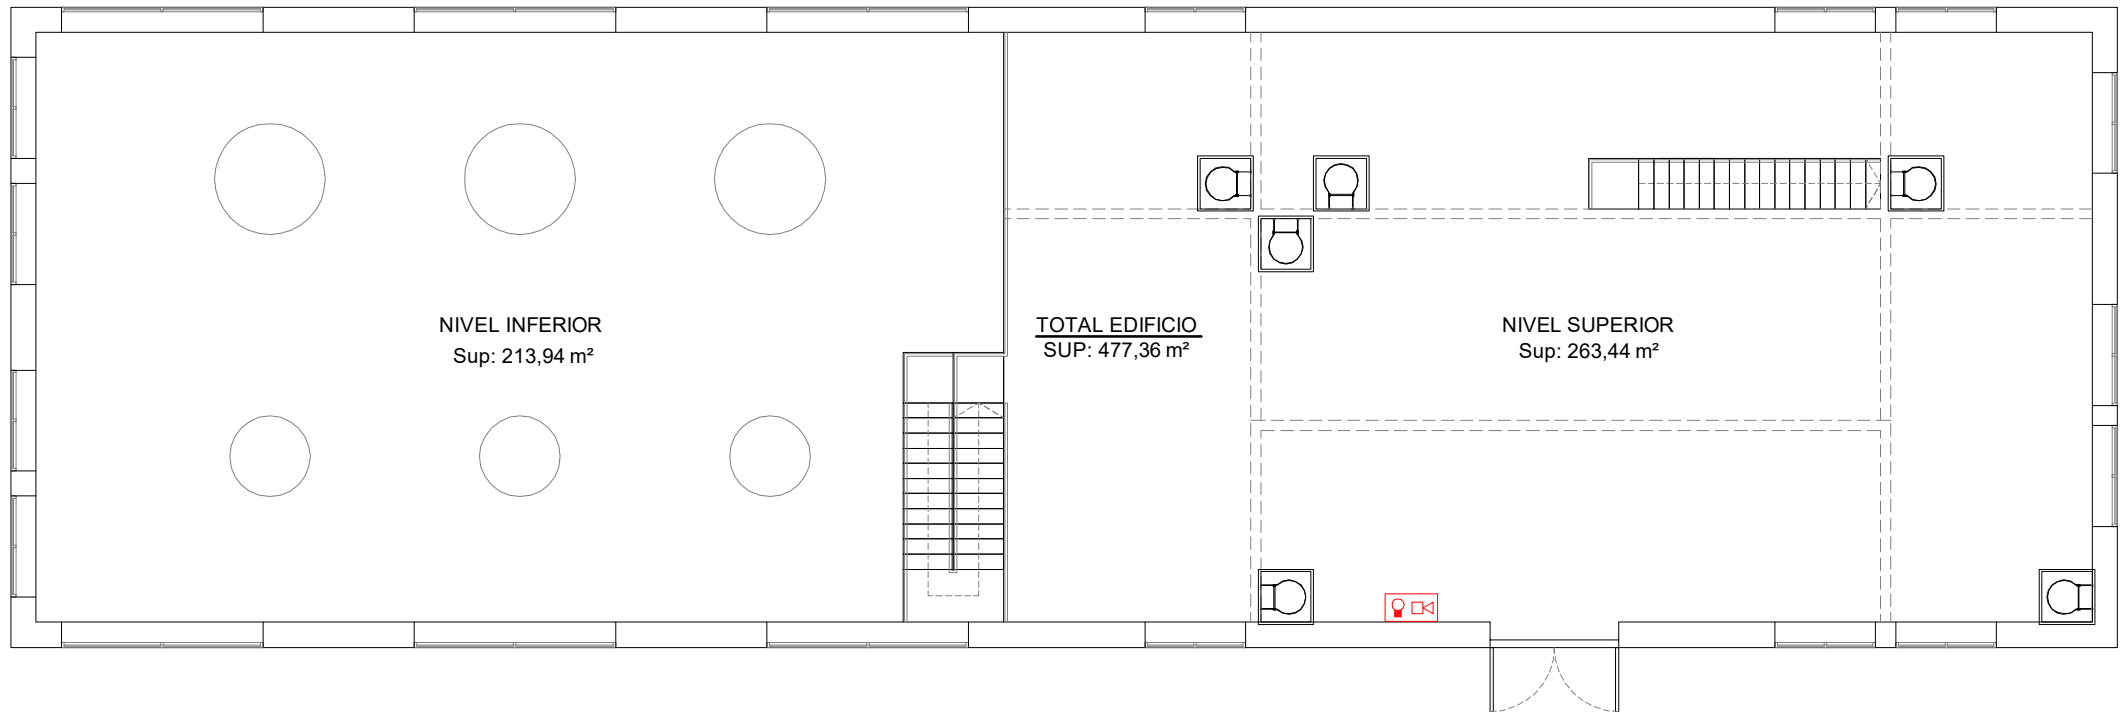 NIVEL INFERIOR
Sup: 213,94 m²
TOTAL EDIFICIO
SUP: 477,36 m²
NIVEL SUPERIOR
Sup: 263,44 m²